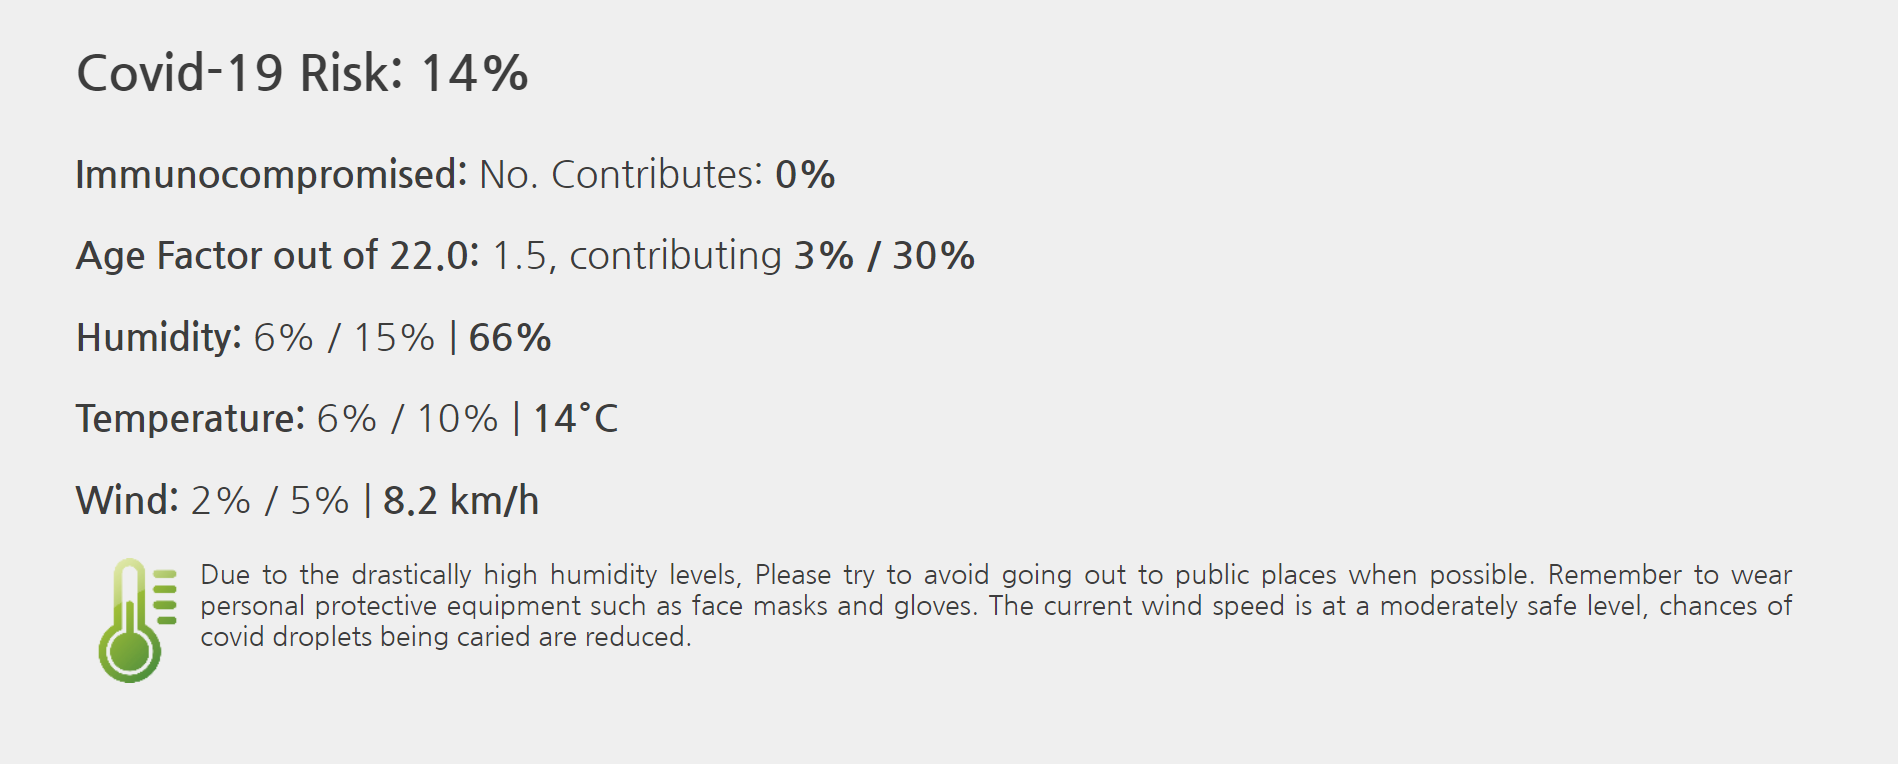 Covid-19 Risk: 14%
Immunocompromised: No. Contributes: 0%
Age Factor out of 22.0: 1.5, contributing 3% / 30%
Humidity: 6% / 15% | 66%
Temperature: 6% / 10% | 14˚C
Wind: 2% / 5% | 8.2 km/h
Due to the drastically high humidity levels, Please try to avoid going out to public places when possible. Remember to wear
personal protective equipment such as face masks and gloves. The current wind speed is at a moderately safe level, chances of
covid droplets being caried are reduced.